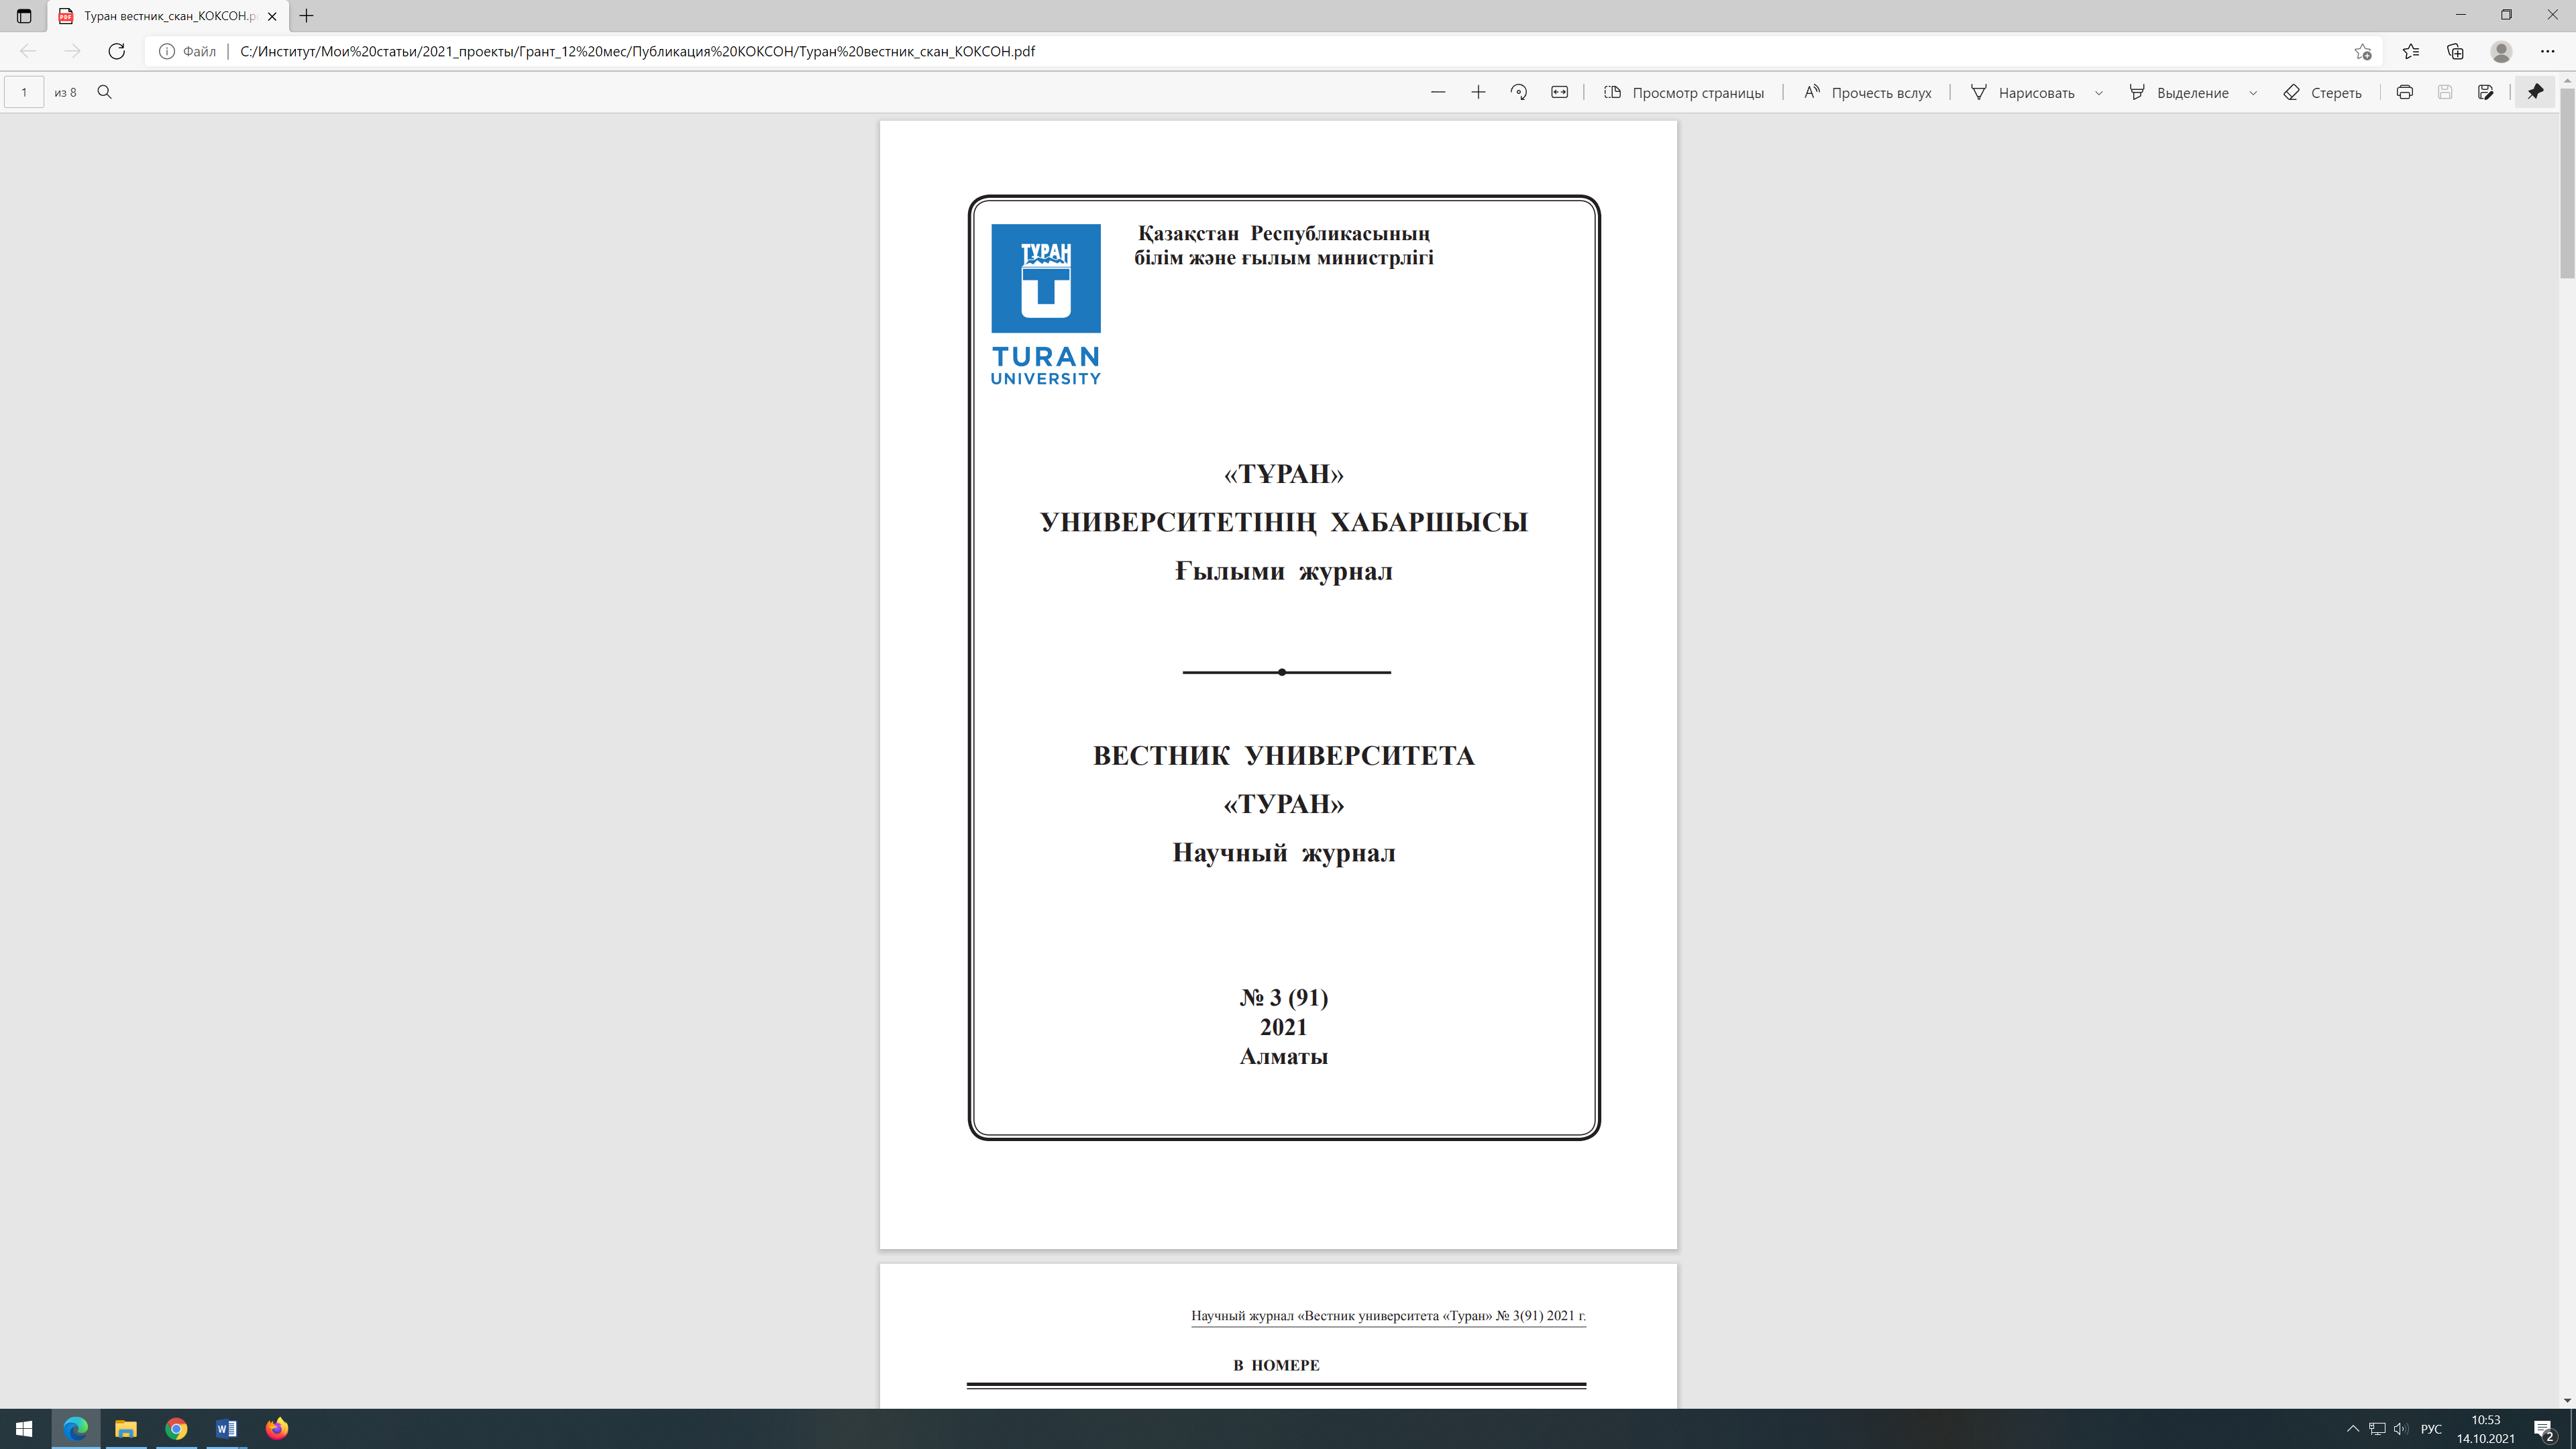 Туран вестник_скан_КОКСОН.p
Файл
C:/Институт/Мои%20статьи/2021_проекты/Грант_12%20мес/Публикация%20КОКСОН/Туран%20вестник_скан_КОКСОН.pdf
1 из 8
Просмотр страницы
Прочесть вслух
Нарисовать
Выделение
Стереть
Қазақстан Республикасының
білім және ғылым министрлігі
ТҰРАН
TURAN
UNIVERSITY
«ТҰРАН»
УНИВЕРСИТЕТІНІҢ ХАБАРШЫСЫ
Ғылыми журнал
ВЕСТНИК УНИВЕРСИТЕТА
«ТУРАН»
Научный журнал
№ 3 (91)
2021
Алматы
Научный журнал «Вестник университета «Туран» № 3(91) 2021 г.
В НОМЕРЕ
РУС
10:53
14.10.2021
2